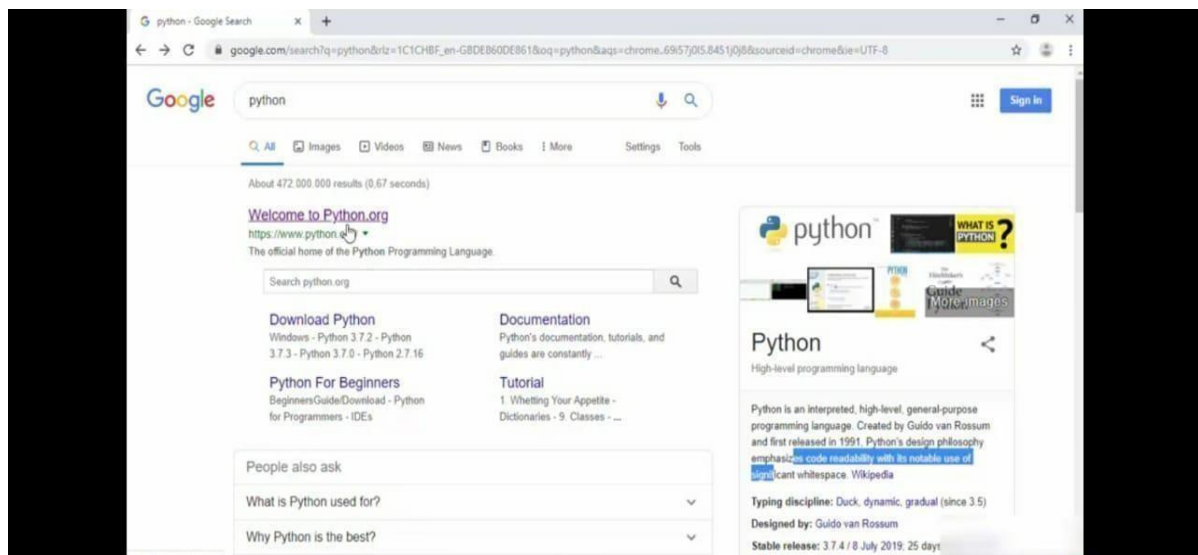 python - Google Search
google.com/search?q=python&rlz=1C1CHBF_en-GBDE860DE861&oq=python&aqs=chrome..69i57j0l5.8451j0j8&sourceid=chrome&ie=UTF-8
Google
python
Sign in
All Images Videos News Books More Settings Tools
About 472.000.000 results (0,67 seconds)
Welcome to Python.org
https://www.python.
The official home of the Python Programming Language.
Search python.org
Download Python
Windows - Python 3.7.2 - Python
3.7.3 - Python 3.7.0 - Python 2.7.16
Documentation
Python's documentation, tutorials, and
guides are constantly ...
Python For Beginners
BeginnersGuide/Download - Python
for Programmers - IDEs
Tutorial
1. Whetting Your Appetite -
Dictionaries - 9. Classes - ...
People also ask
What is Python used for?
Why Python is the best?
python
WHAT IS
PYTHON?
PYTHON
The
Hitchhiker's
Guide
Python
More images
Python
High-level programming language
Python is an interpreted, high-level, general-purpose
programming language. Created by Guido van Rossum
and first released in 1991, Python's design philosophy
emphasizes code readability with its notable use of
significant whitespace. Wikipedia
Typing discipline: Duck, dynamic, gradual (since 3.5)
Designed by: Guido van Rossum
Stable release: 3.7.4 / 8 July 2019; 25 days